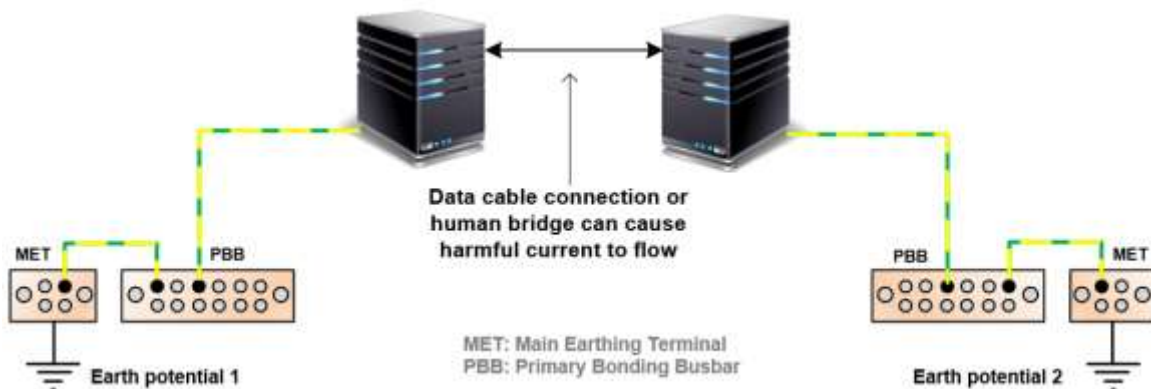 Data cable connection or
human bridge can cause
harmful current to flow
MET
PBB
PBB
MET
MET: Main Earthing Terminal
PBB: Primary Bonding Busbar
Earth potential 1
Earth potential 2